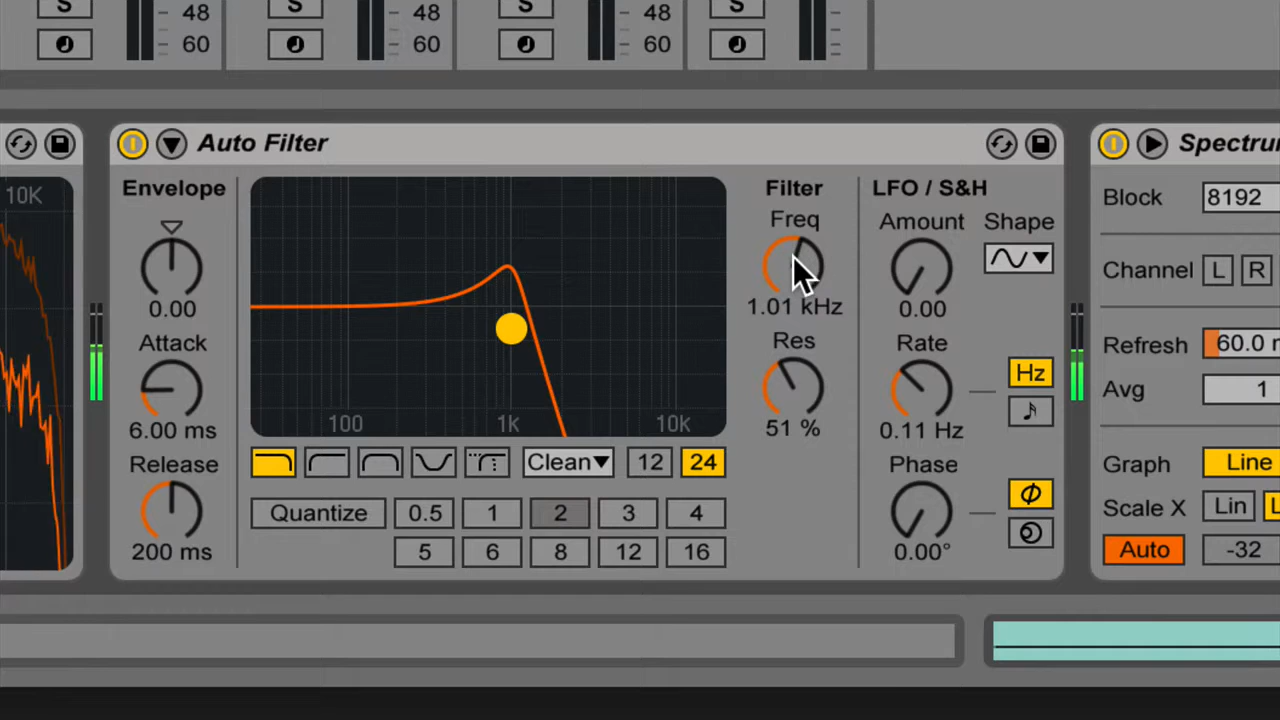 S S S S
48 48 48
60 60 60
Auto Filter
Spectru
10K
Envelope
Filter
LFO / S&H
Freq
Amount
Shape
Block 8192
0.00
1.01 kHz
0.00
Channel L R
Attack
Res
Rate
Refresh 60.0
Hz
Avg 1
6.00 ms
100 1k 10k
51 %
0.11 Hz
Release
Clean 12 24
Phase
Graph Line
Quantize 0.5 1 2 3 4
Scale X Lin
200 ms
5 6 8 12 16
0.00°
Auto -32